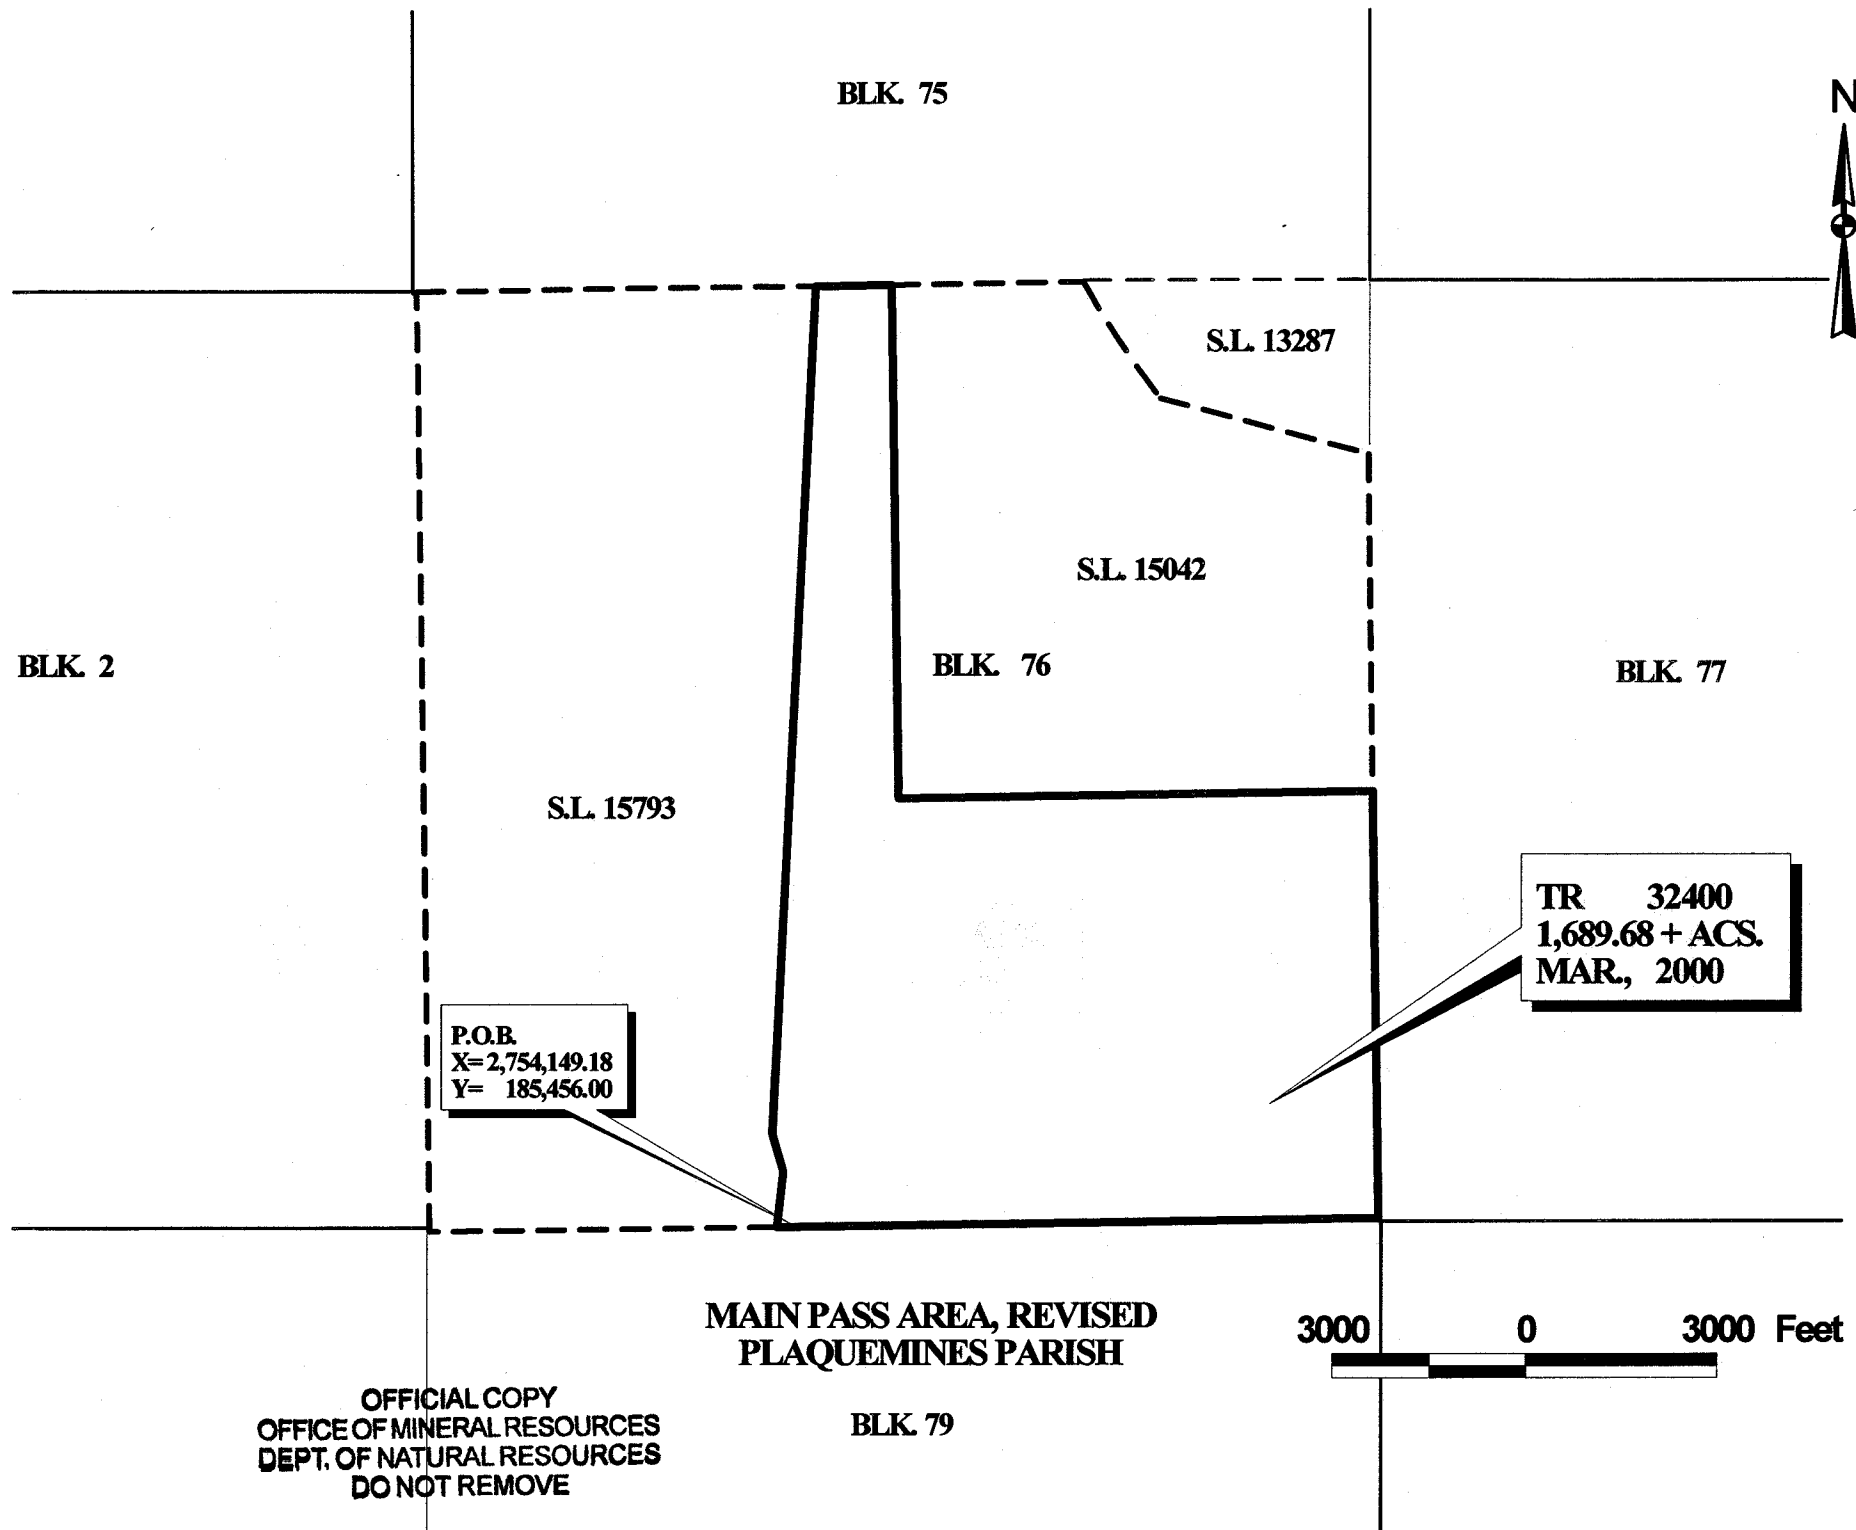 BLK. 75
N
S.L. 13287
S.L. 15042
BLK. 2
BLK. 76
BLK. 77
S.L. 15793
TR 32400
1,689.68 + ACS.
MAR., 2000
P.O.B.
X= 2,754,149.18
Y= 185,456.00
MAIN PASS AREA, REVISED
PLAQUEMINES PARISH
3000 0 3000 Feet
OFFICIAL COPY
OFFICE OF MINERAL RESOURCES
DEPT. OF NATURAL RESOURCES
DO NOT REMOVE
BLK. 79